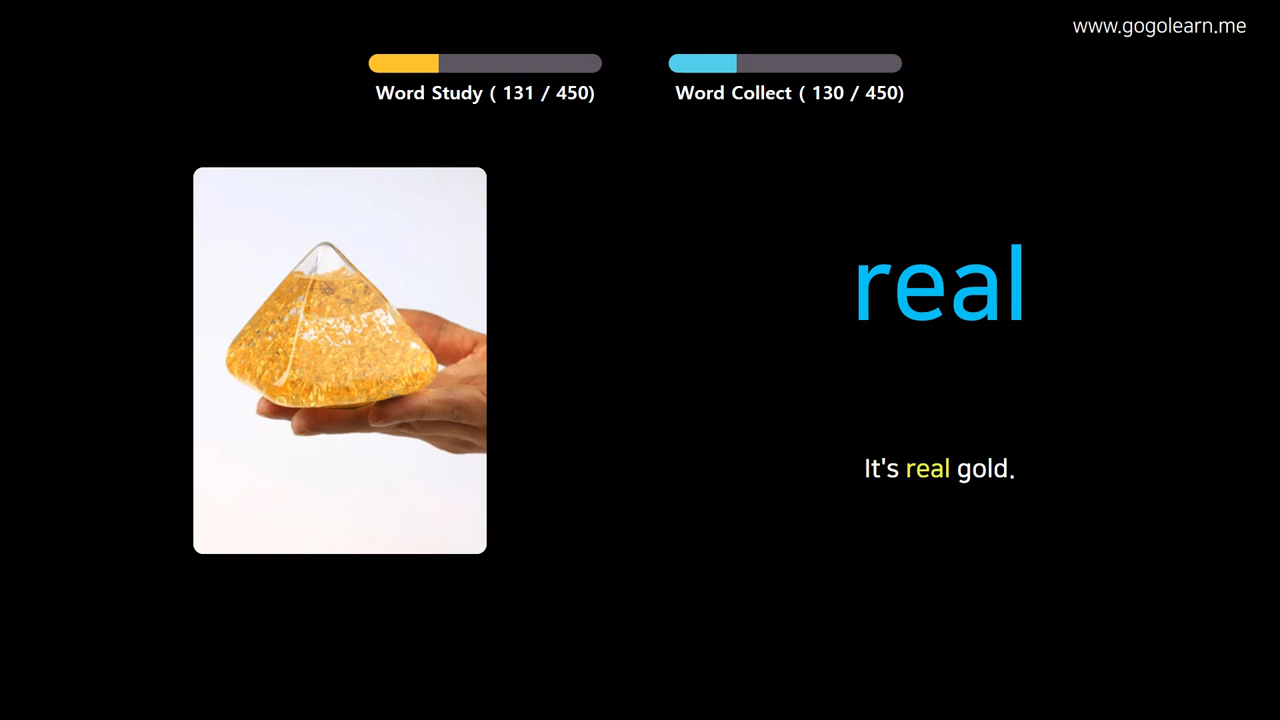 www.gogolearn.me
Word Study ( 131 / 450)
Word Collect ( 130 / 450)
real
It's real gold.